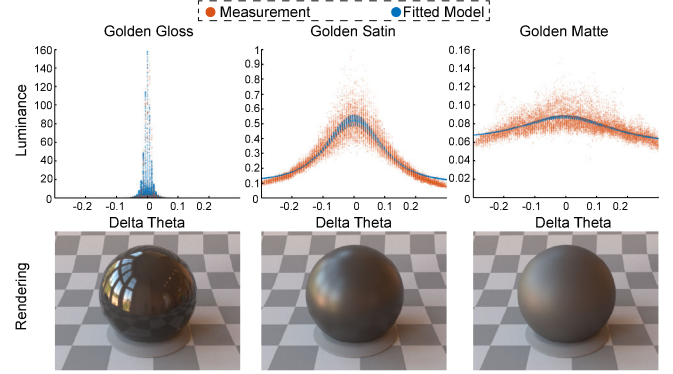 Measurement Fitted Model
Golden Gloss Golden Satin Golden Matte
Luminance
160
140
120
100
80
60
40
20
0
-0.2 -0.1 0 0.1 0.2
Delta Theta
1
0.9
0.8
0.7
0.6
0.5
0.4
0.3
0.2
0.1
0
-0.2 -0.1 0 0.1 0.2
Delta Theta
0.16
0.14
0.12
0.10
0.08
0.06
0.04
0.02
0
-0.2 -0.1 0 0.1 0.2
Delta Theta
Rendering